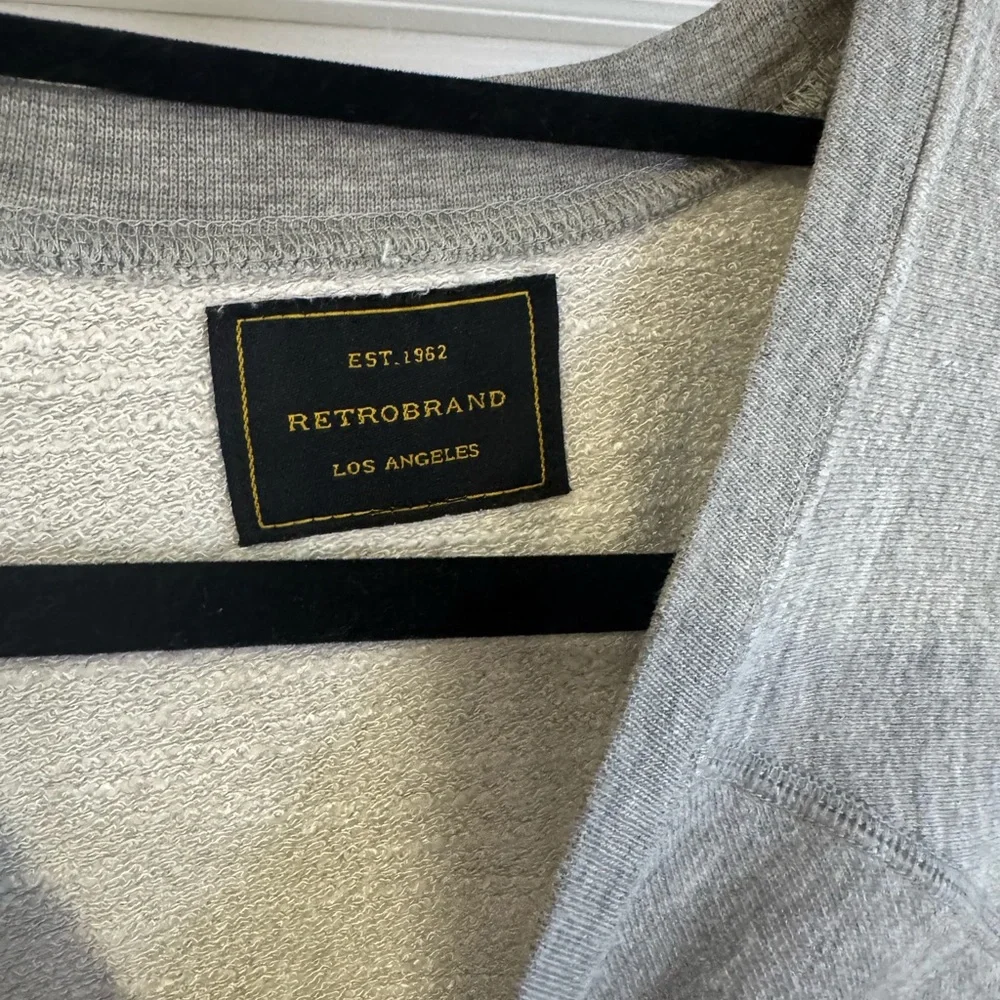 EST. 1962
RETROBRAND
LOS ANGELES